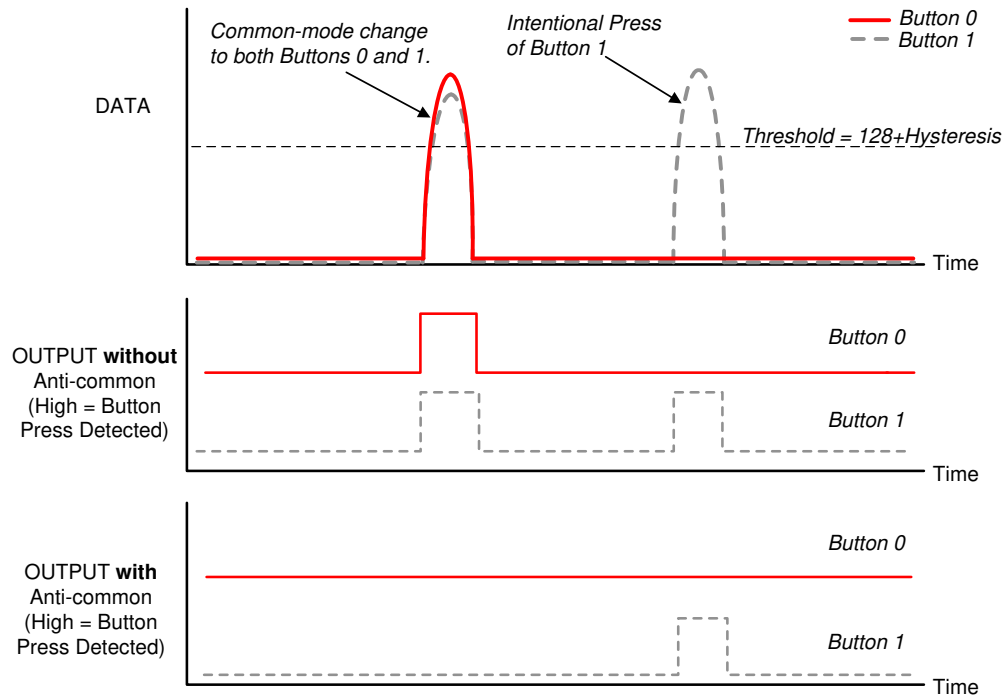 Common-mode change
to both Buttons 0 and 1.
Intentional Press
of Button 1
Button 0
Button 1
DATA
Threshold = 128+Hysteresis
Time
OUTPUT without
Anti-common
(High = Button
Press Detected)
Button 0
Button 1
Time
OUTPUT with
Anti-common
(High = Button
Press Detected)
Button 0
Button 1
Time